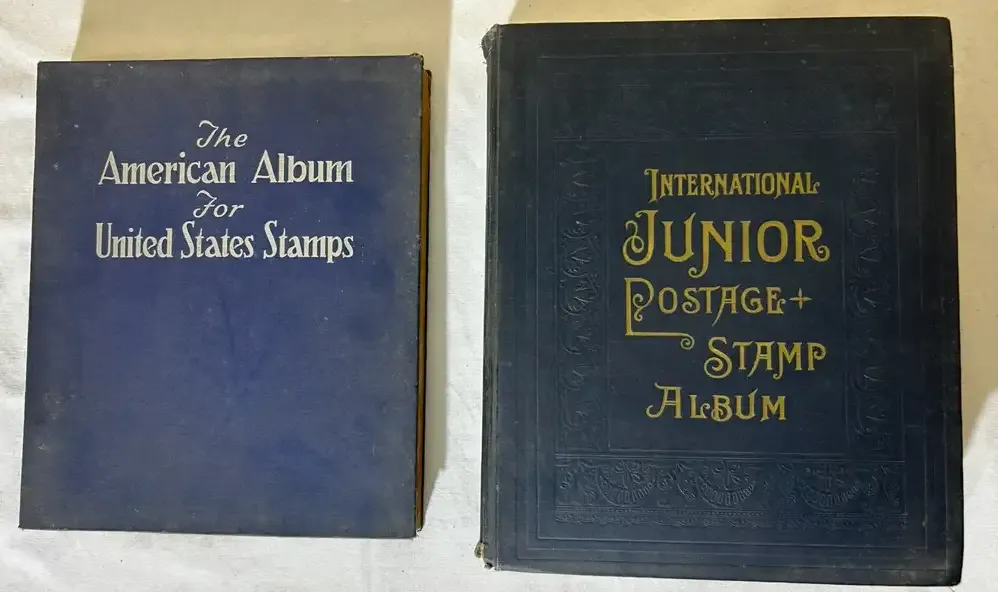 The
American Album
For
United States Stamps
INTERNATIONAL
JUNIOR
POSTAGE+
STAMP
ALBUM